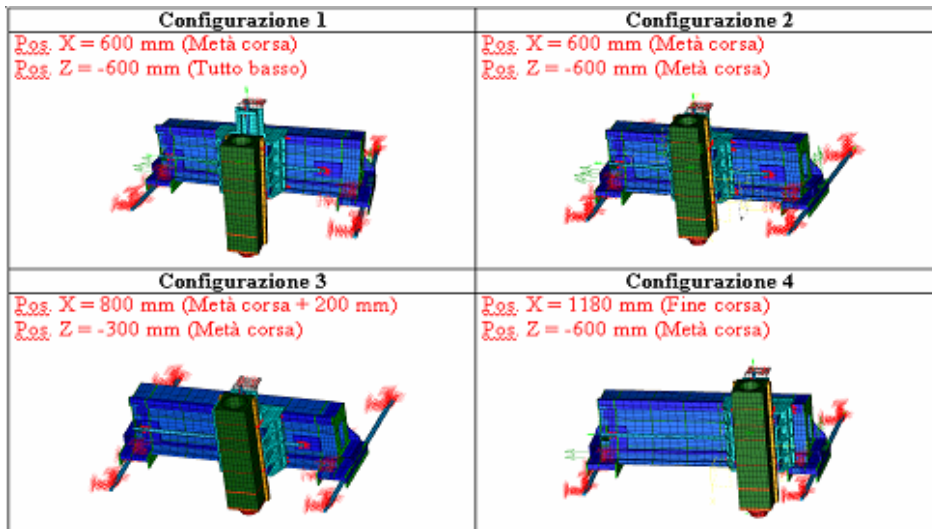 Configurazione 1
Pos. X = 600 mm (Metà corsa)
Pos. Z = -600 mm (Tutto basso)
Configurazione 2
Pos. X = 600 mm (Metà corsa)
Pos. Z = -600 mm (Metà corsa)
Configurazione 3
Pos. X = 800 mm (Metà corsa + 200 mm)
Pos. Z = -300 mm (Metà corsa)
Configurazione 4
Pos. X = 1180 mm (Fine corsa)
Pos. Z = -600 mm (Metà corsa)